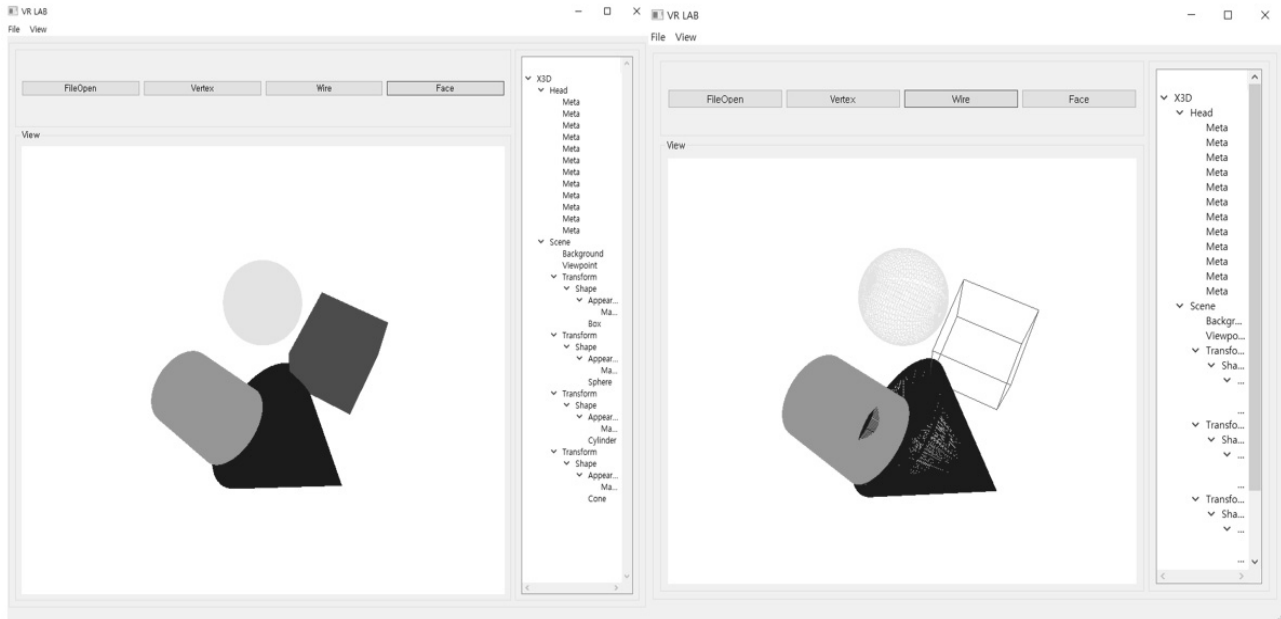 VR LAB
File View
FileOpen Vertex Wire Face
View
X3D
Head
Meta
Meta
Meta
Meta
Meta
Meta
Meta
Meta
Meta
Meta
Meta
Meta
Scene
Background
Viewpoint
Transform
Shape
Appear...
Ma...
Box
Transform
Shape
Appear...
Ma...
Sphere
Transform
Shape
Appear...
Ma...
Cylinder
Transform
Shape
Appear...
Ma...
Cone
VR LAB
File View
FileOpen Vertex Wire Face
View
X3D
Head
Meta
Meta
Meta
Meta
Meta
Meta
Meta
Meta
Meta
Meta
Meta
Meta
Scene
Backgr...
Viewpo...
Transfo...
Sha...
...
...
Transfo...
Sha...
...
...
Transfo...
Sha...
...
...